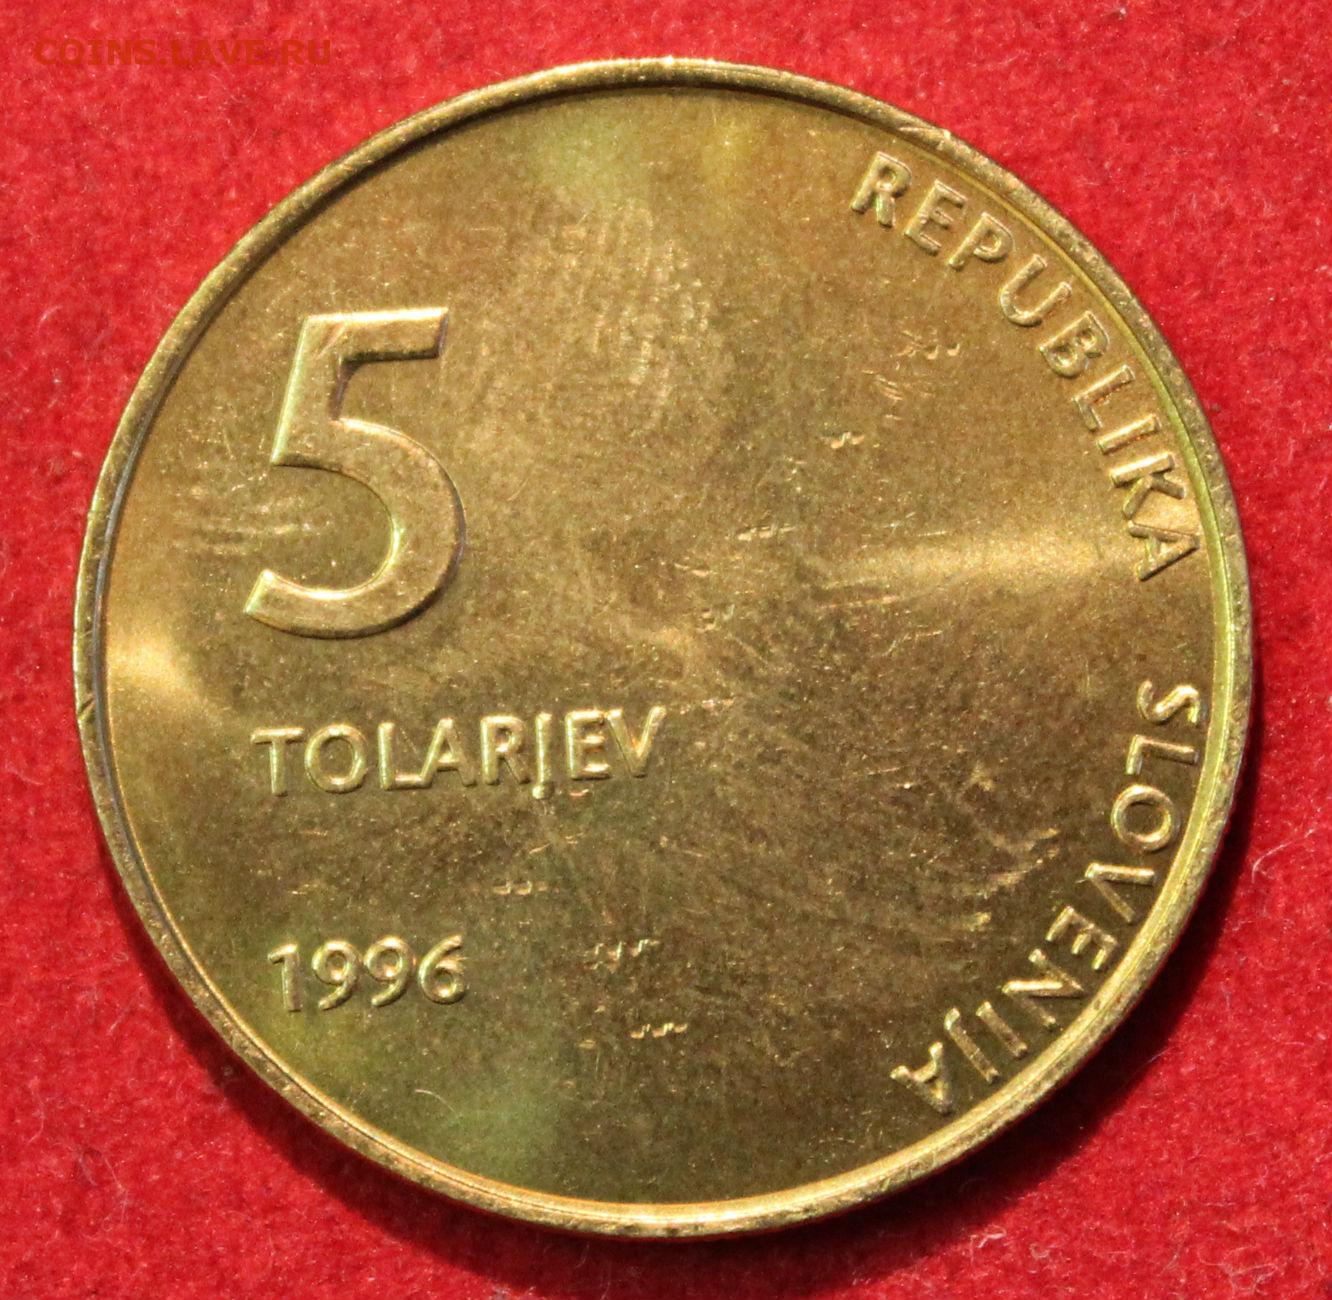 COINS.LAVE.RU
REPUBLIKA SLOVENIJA
5
TOLARJEV
1996